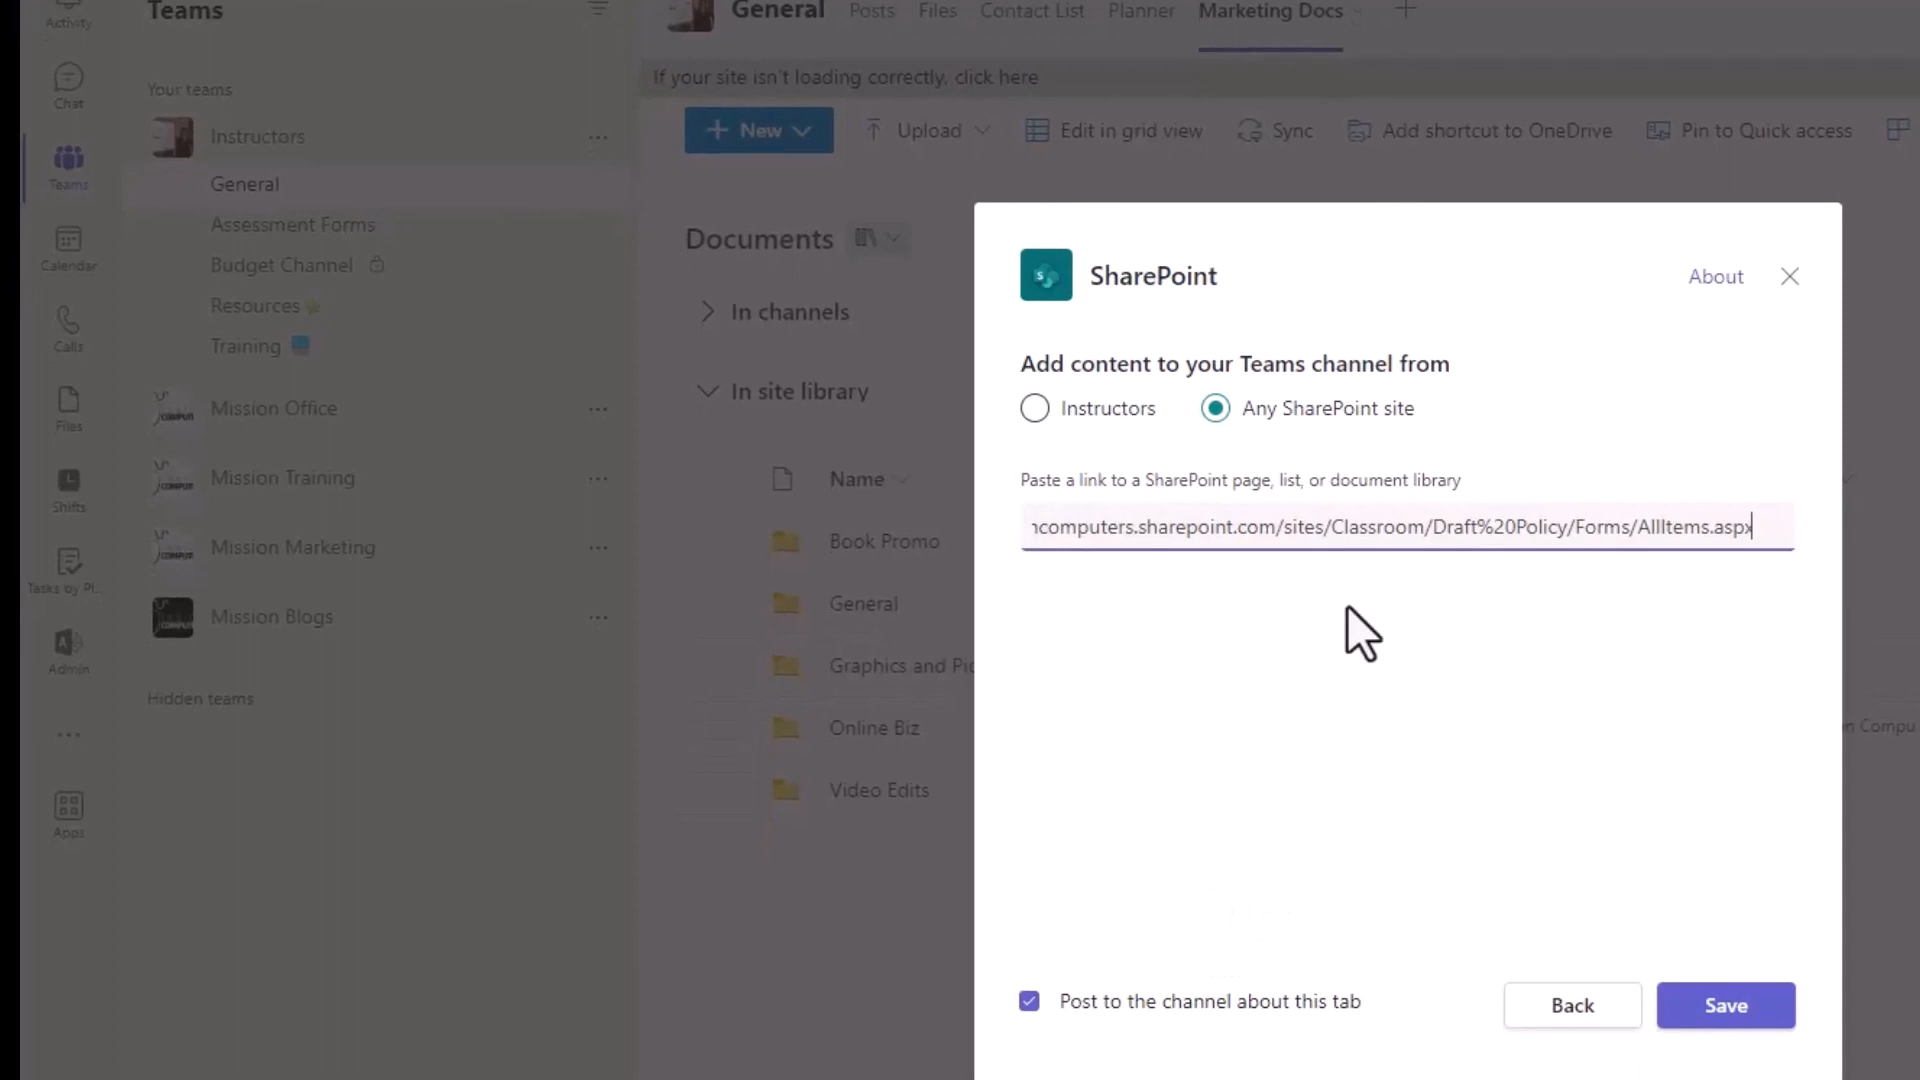 Activity
Chat
Teams
Calendar
Calls
Files
Shifts
Tasks by Pl...
Admin
Apps
Teams
Your teams
Instructors
General
Assessment Forms
Budget Channel
Resources
Training
Mission Office
Mission Training
Mission Marketing
Mission Blogs
Hidden teams
General Posts Files Contact List Planner Marketing Docs
If your site isn't loading correctly, click here
New Upload Edit in grid view Sync Add shortcut to OneDrive Pin to Quick access
Documents
In channels
In site library
Name
Book Promo
General
Graphics and Pic
Online Biz
Video Edits
SharePoint About
Add content to your Teams channel from
Instructors Any SharePoint site
Paste a link to a SharePoint page, list, or document library
ncomputers.sharepoint.com/sites/Classroom/Draft%20Policy/Forms/AllItems.aspx
Post to the channel about this tab
Back Save
n Compu